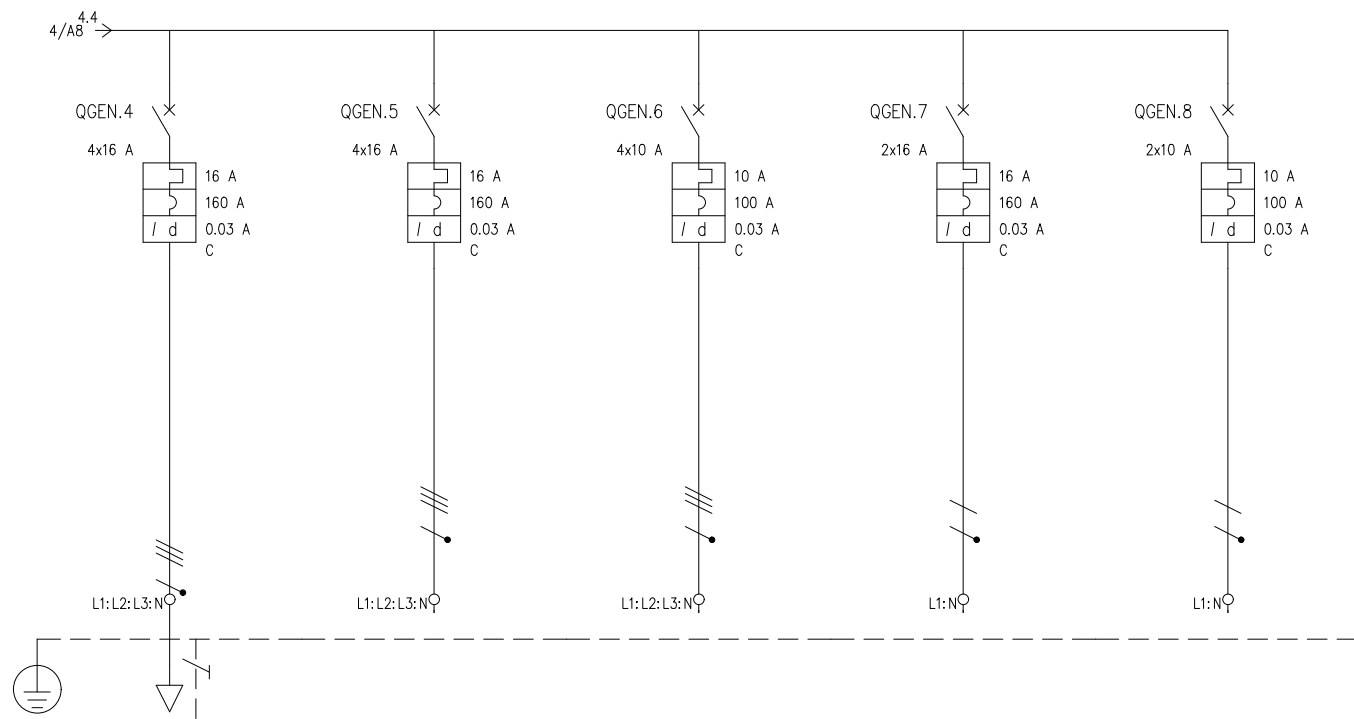 4.4
4/A8
QGEN.4
4x16 A
16 A
160 A
I d
0.03 A
C
L1:L2:L3:N
QGEN.5
4x16 A
16 A
160 A
I d
0.03 A
C
L1:L2:L3:N
QGEN.6
4x10 A
10 A
100 A
I d
0.03 A
C
L1:L2:L3:N
QGEN.7
2x16 A
16 A
160 A
I d
0.03 A
C
L1:N
QGEN.8
2x10 A
10 A
100 A
I d
0.03 A
C
L1:N